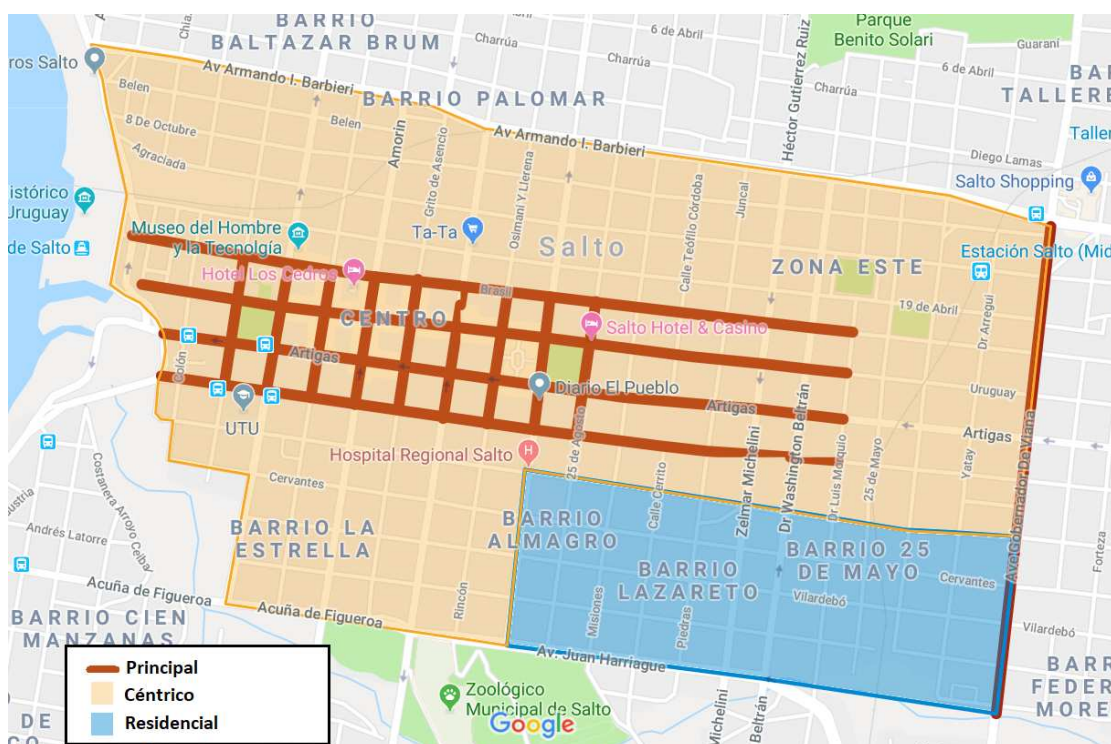 BARRIO
BALTAZAR BRUM
Parque
Benito Solari
6 de Abril
Guaraní
Charrúa
Charrúa
6 de Abril
Charrúa
Héctor Gutierrez Ruiz
ros Salto
Av Armando I. Barbieri
BARRIO PALOMAR
BAR
TALLERE
Belen
Belen
Amorin
Grito de Asencio
Av Armando I. Barbieri
Taller
8 De Octubre
Agraciada
Osimani Y Llerena
Diego Lamas
Salto Shopping
istórico
Uruguay
de Salto
Museo del Hombre
y la Tecnolgía
Ta-Ta
Salto
Calle Teófilo Córdoba
Juncal
Estación Salto (Mid
Hotel Los Cedros
Brasil
ZONA ESTE
19 de Abril
Dr Arregui
CENTRO
Salto Hotel & Casino
Artigas
Colón
Diario El Pueblo
Uruguay
Artigas
Artigas
UTU
25 de Agosto
Hospital Regional Salto
Calle Cerrito
Zelmar Michelini
Dr Washington Beltrán
Dr Luis Morquio
25 de Mayo
Yatay
Ave Gobernador De Viana
Cervantes
Costanera Arroyo Ceibal
ustria
Andrés Latorre
BARRIO LA
ESTRELLA
BARRIO
ALMAGRO
BARRIO
LAZARETO
BARRIO 25
DE MAYO
Cervantes
Forteza
Vilardebó
Vilardebó
Acuña de Figueroa
Acuña de Figueroa
Rincón
Misiones
Piedras
BARRIO CIEN
MANZANAS
Av. Juan Harriague
BARR
FEDER
MORE
Michelini
Beltrán
Zoológico
Municipal de Salto
Google
DE
Principal
Céntrico
Residencial